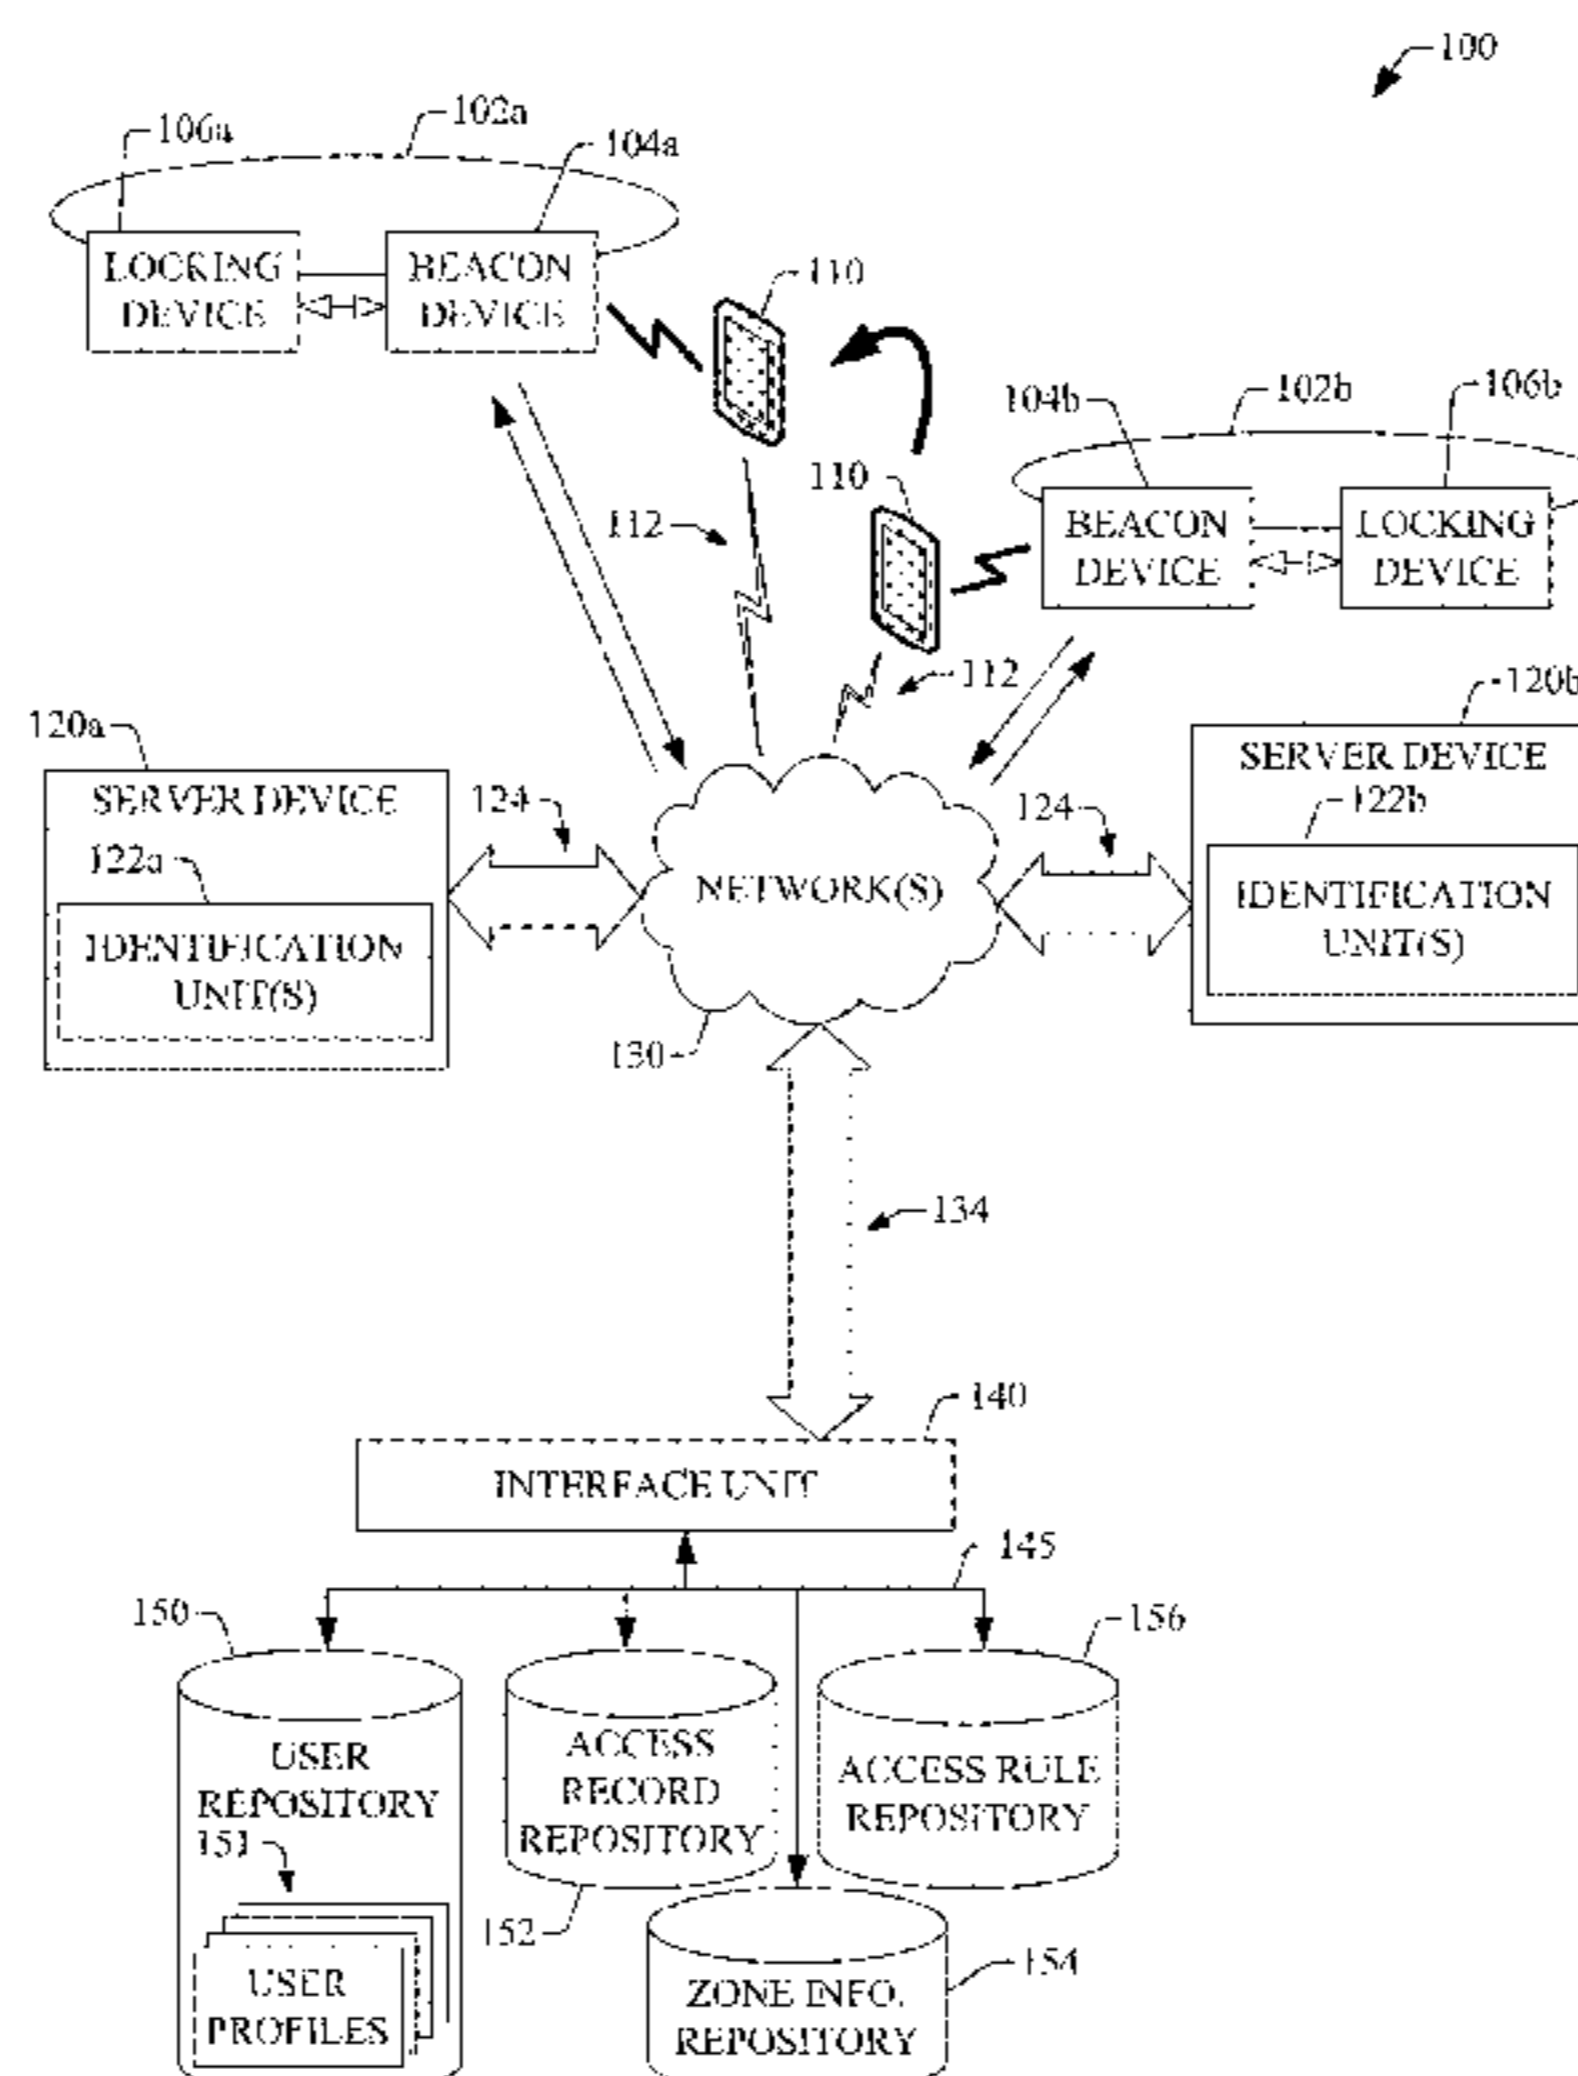 100
106a
102a
104a
LOCKING
DEVICE
BEACON
DEVICE
110
104b
102b
106b
110
BEACON
DEVICE
LOCKING
DEVICE
112
112
120a
120b
SERVER DEVICE
122a
IDENTIFICATION
UNIT(S)
124
NETWORK(S)
124
SERVER DEVICE
122b
IDENTIFICATION
UNIT(S)
130
134
140
INTERFACE UNIT
145
150
156
USER
REPOSITORY
151
USER
PROFILES
ACCESS
RECORD
REPOSITORY
152
ACCESS RULE
REPOSITORY
154
ZONE INFO.
REPOSITORY